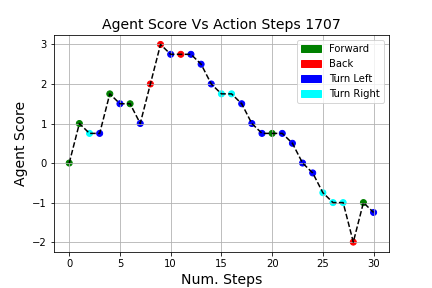 Agent Score Vs Action Steps 1707
Agent Score
3
2
1
0
−1
−2
Forward
Back
Turn Left
Turn Right
0 5 10 15 20 25 30
Num. Steps